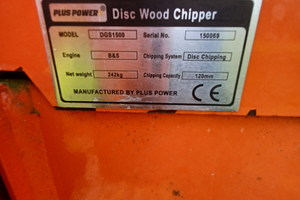 PLUS POWER® Disc Wood Chipper
MODEL DGS1500 Serial No. 150069
Engine B&S Chipping System Disc Chipping
Net weight 242kg Chipping Capacity 120mm
MANUFACTURED BY PLUS POWER CE